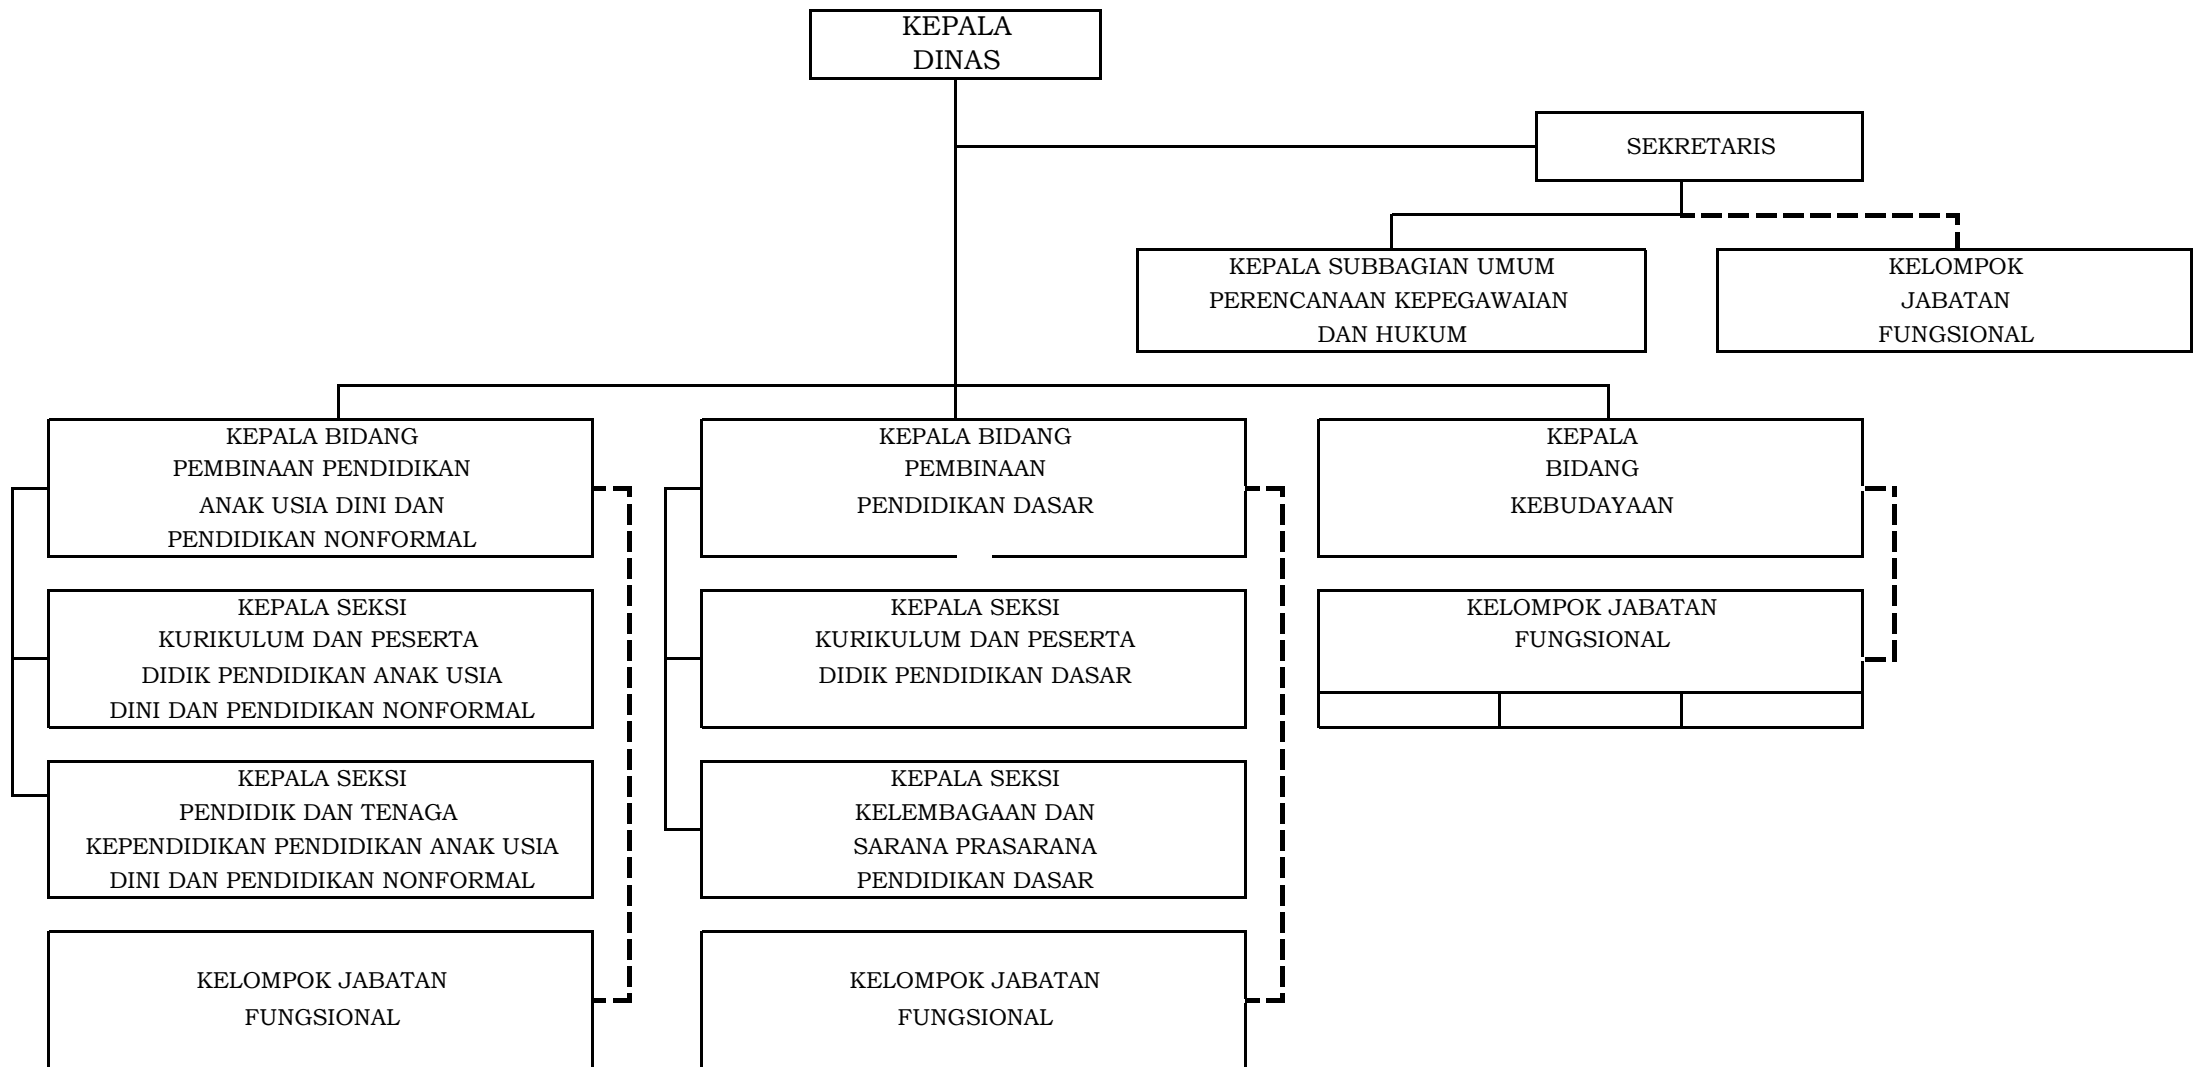 KEPALA
DINAS
SEKRETARIS
KEPALA SUBBAGIAN UMUM
PERENCANAAN KEPEGAWAIAN
DAN HUKUM
KELOMPOK
JABATAN
FUNGSIONAL
KEPALA BIDANG
PEMBINAAN PENDIDIKAN
ANAK USIA DINI DAN
PENDIDIKAN NONFORMAL
KEPALA BIDANG
PEMBINAAN
PENDIDIKAN DASAR
KEPALA
BIDANG
KEBUDAYAAN
KEPALA SEKSI
KURIKULUM DAN PESERTA
DIDIK PENDIDIKAN ANAK USIA
DINI DAN PENDIDIKAN NONFORMAL
KEPALA SEKSI
KURIKULUM DAN PESERTA
DIDIK PENDIDIKAN DASAR
KELOMPOK JABATAN
FUNGSIONAL
KEPALA SEKSI
PENDIDIK DAN TENAGA
KEPENDIDIKAN PENDIDIKAN ANAK USIA
DINI DAN PENDIDIKAN NONFORMAL
KEPALA SEKSI
KELEMBAGAAN DAN
SARANA PRASARANA
PENDIDIKAN DASAR
KELOMPOK JABATAN
FUNGSIONAL
KELOMPOK JABATAN
FUNGSIONAL